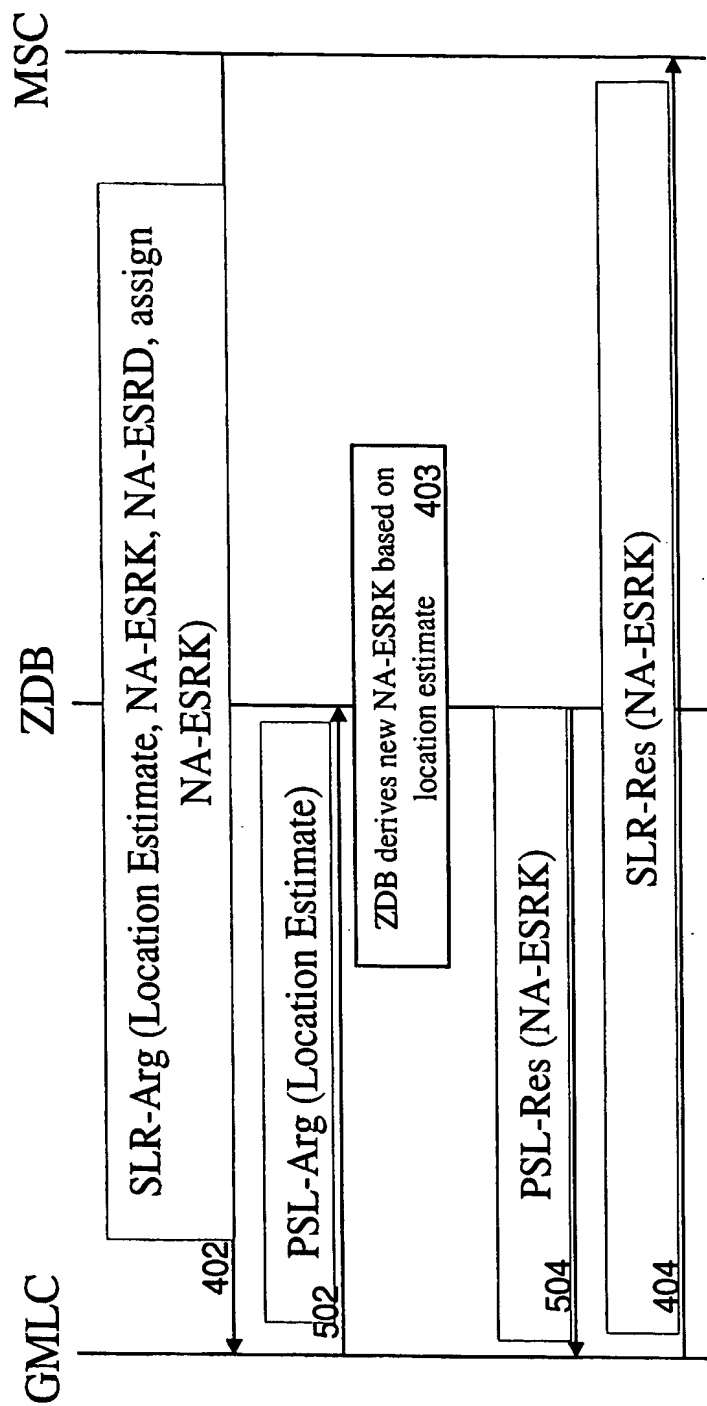 GMLC
ZDB
MSC
SLR-Arg (Location Estimate, NA-ESRK, NA-ESRD, assign
NA-ESRK)
402
PSL-Arg (Location Estimate)
502
ZDB derives new NA-ESRK based on
location estimate
403
PSL-Res (NA-ESRK)
504
SLR-Res (NA-ESRK)
404